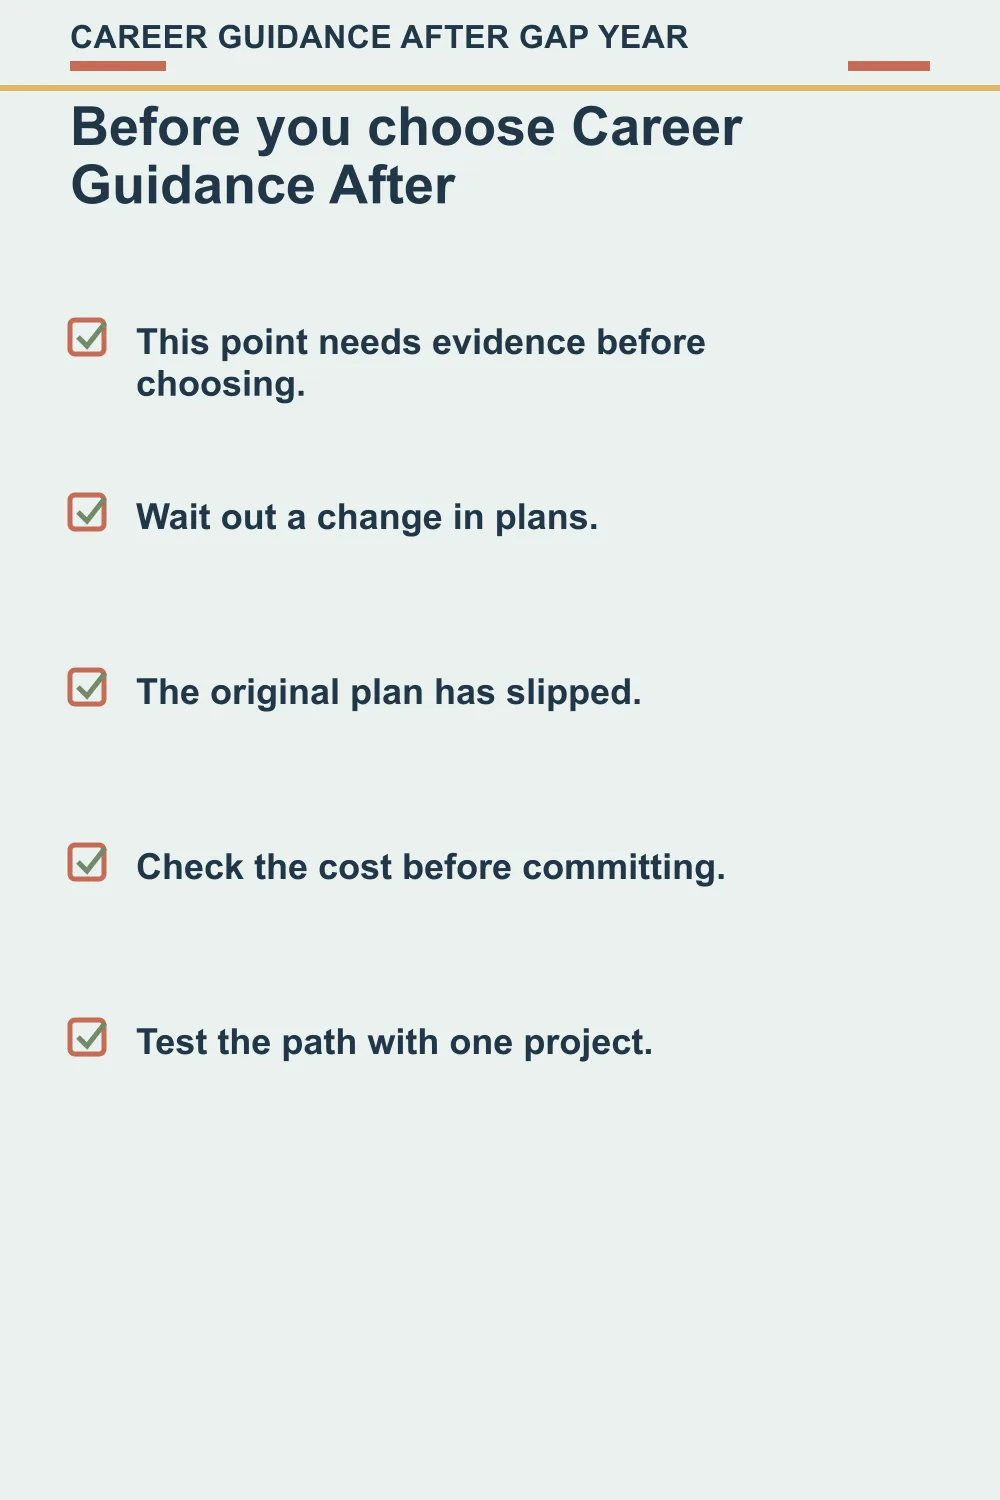 CAREER GUIDANCE AFTER GAP YEAR
Before you choose Career
Guidance After
This point needs evidence before
choosing.
Wait out a change in plans.
The original plan has slipped.
Check the cost before committing.
Test the path with one project.